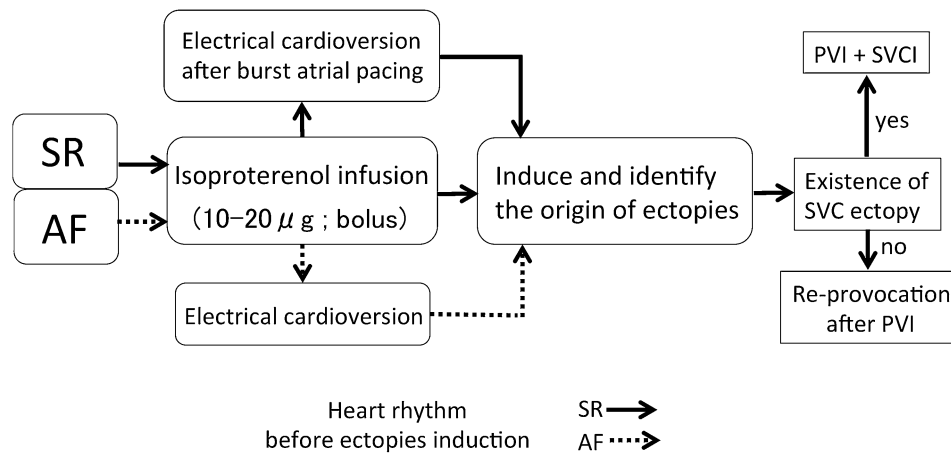 Electrical cardioversion
after burst atrial pacing
PVI + SVCI
yes
SR
AF
Isoproterenol infusion
(10−20μg ; bolus)
Induce and identify
the origin of ectopies
Existence of
SVC ectopy
no
Electrical cardioversion
Re-provocation
after PVI
Heart rhythm
before ectopies induction
SR
AF